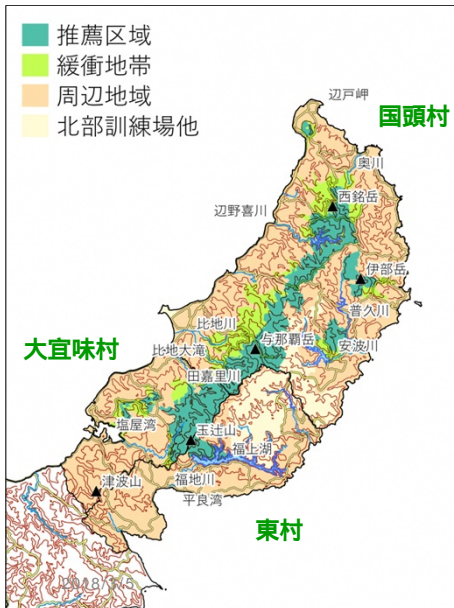 推薦区域
緩衝地帯
周辺地域
北部訓練場他
辺戸岬
国頭村
奥川
西銘岳
辺野喜川
伊部岳
普久川
比地川
与那覇岳
安波川
大宜味村
比地大滝
田嘉里川
塩屋湾
玉辻山
福上湖
津波山
福地川
平良湾
東村
2018/1/5